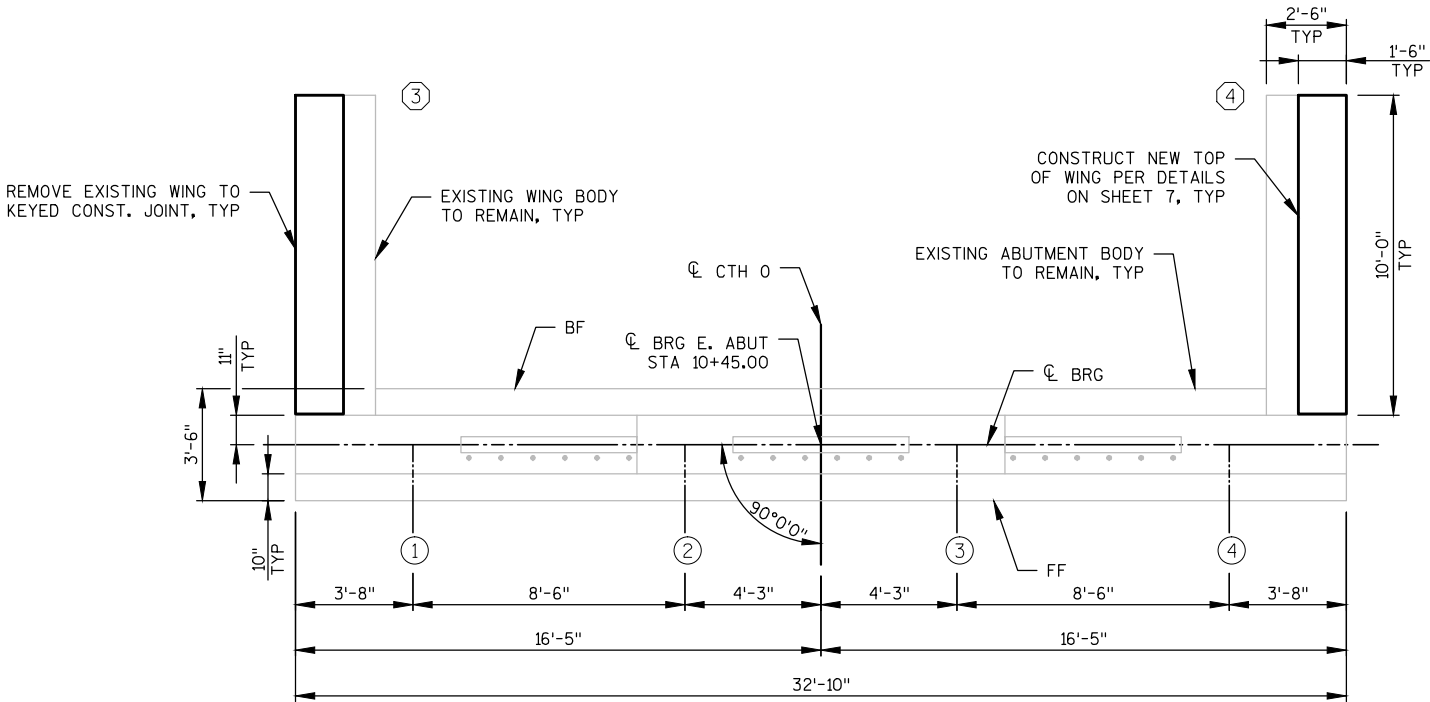 2'-6"
TYP
1'-6"
TYP
3
4
REMOVE EXISTING WING TO
KEYED CONST. JOINT, TYP
EXISTING WING BODY
TO REMAIN, TYP
CONSTRUCT NEW TOP
OF WING PER DETAILS
ON SHEET 7, TYP
10'-0"
TYP
EXISTING ABUTMENT BODY
TO REMAIN, TYP
℄ CTH O
BF
℄ BRG E. ABUT
STA 10+45.00
℄ BRG
11"
TYP
3'-6"
10"
TYP
90°0'0"
1
2
3
4
FF
3'-8"
8'-6"
4'-3"
4'-3"
8'-6"
3'-8"
16'-5"
16'-5"
32'-10"